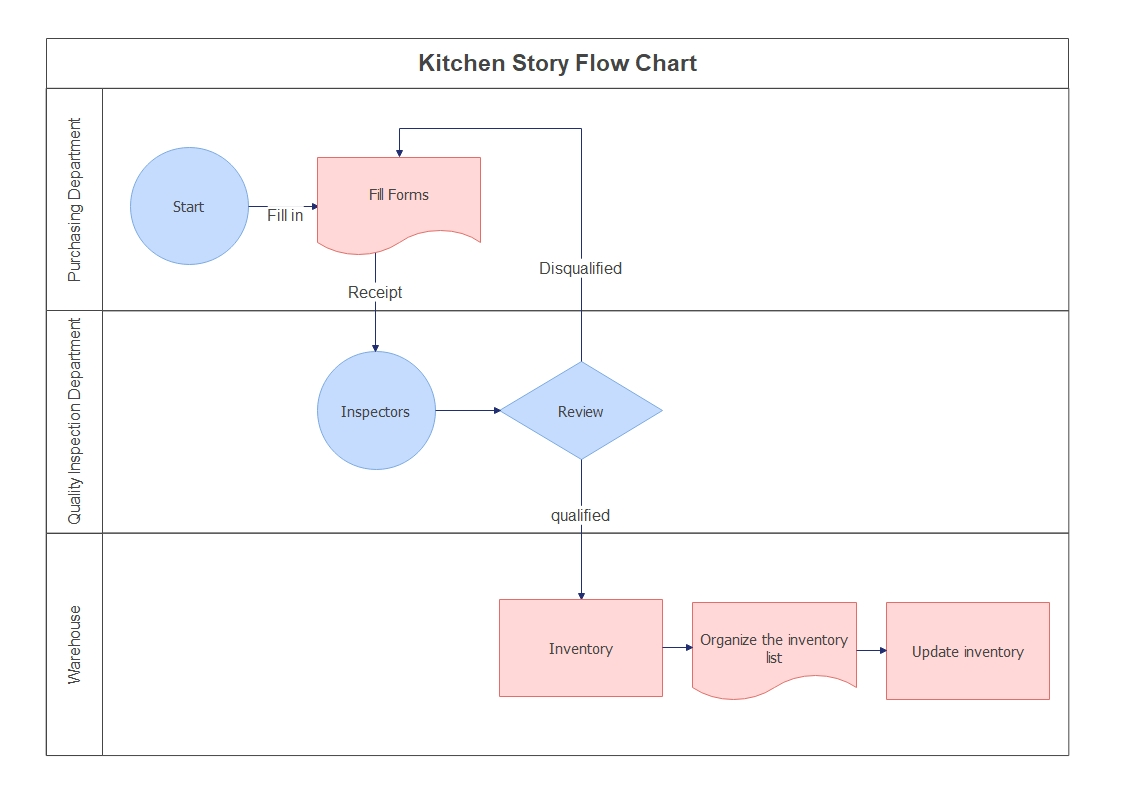 Kitchen Story Flow Chart
Purchasing Department
Start
Fill in
Fill Forms
Receipt
Disqualified
Quality Inspection Department
Inspectors
Review
qualified
Warehouse
Inventory
Organize the inventory
list
Update inventory